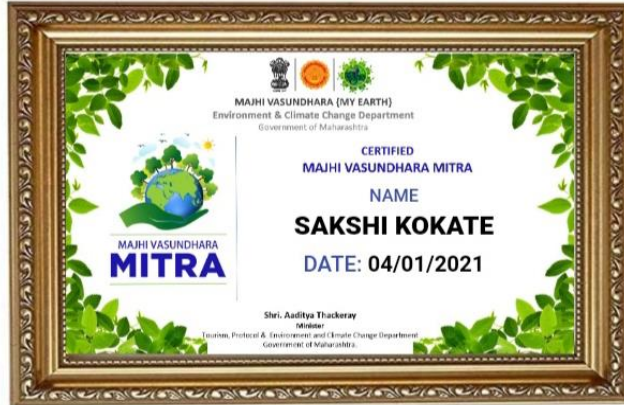 MAJHI VASUNDHARA (MY EARTH)
Environment & Climate Change Department
Government of Maharashtra
CERTIFIED
MAJHI VASUNDHARA MITRA
NAME
SAKSHI KOKATE
DATE: 04/01/2021
MAJHI VASUNDHARA
MITRA
Shri. Aaditya Thackeray
Minister
Tourism, Protocol & Environment and Climate Change Department
Government of Maharashtra.